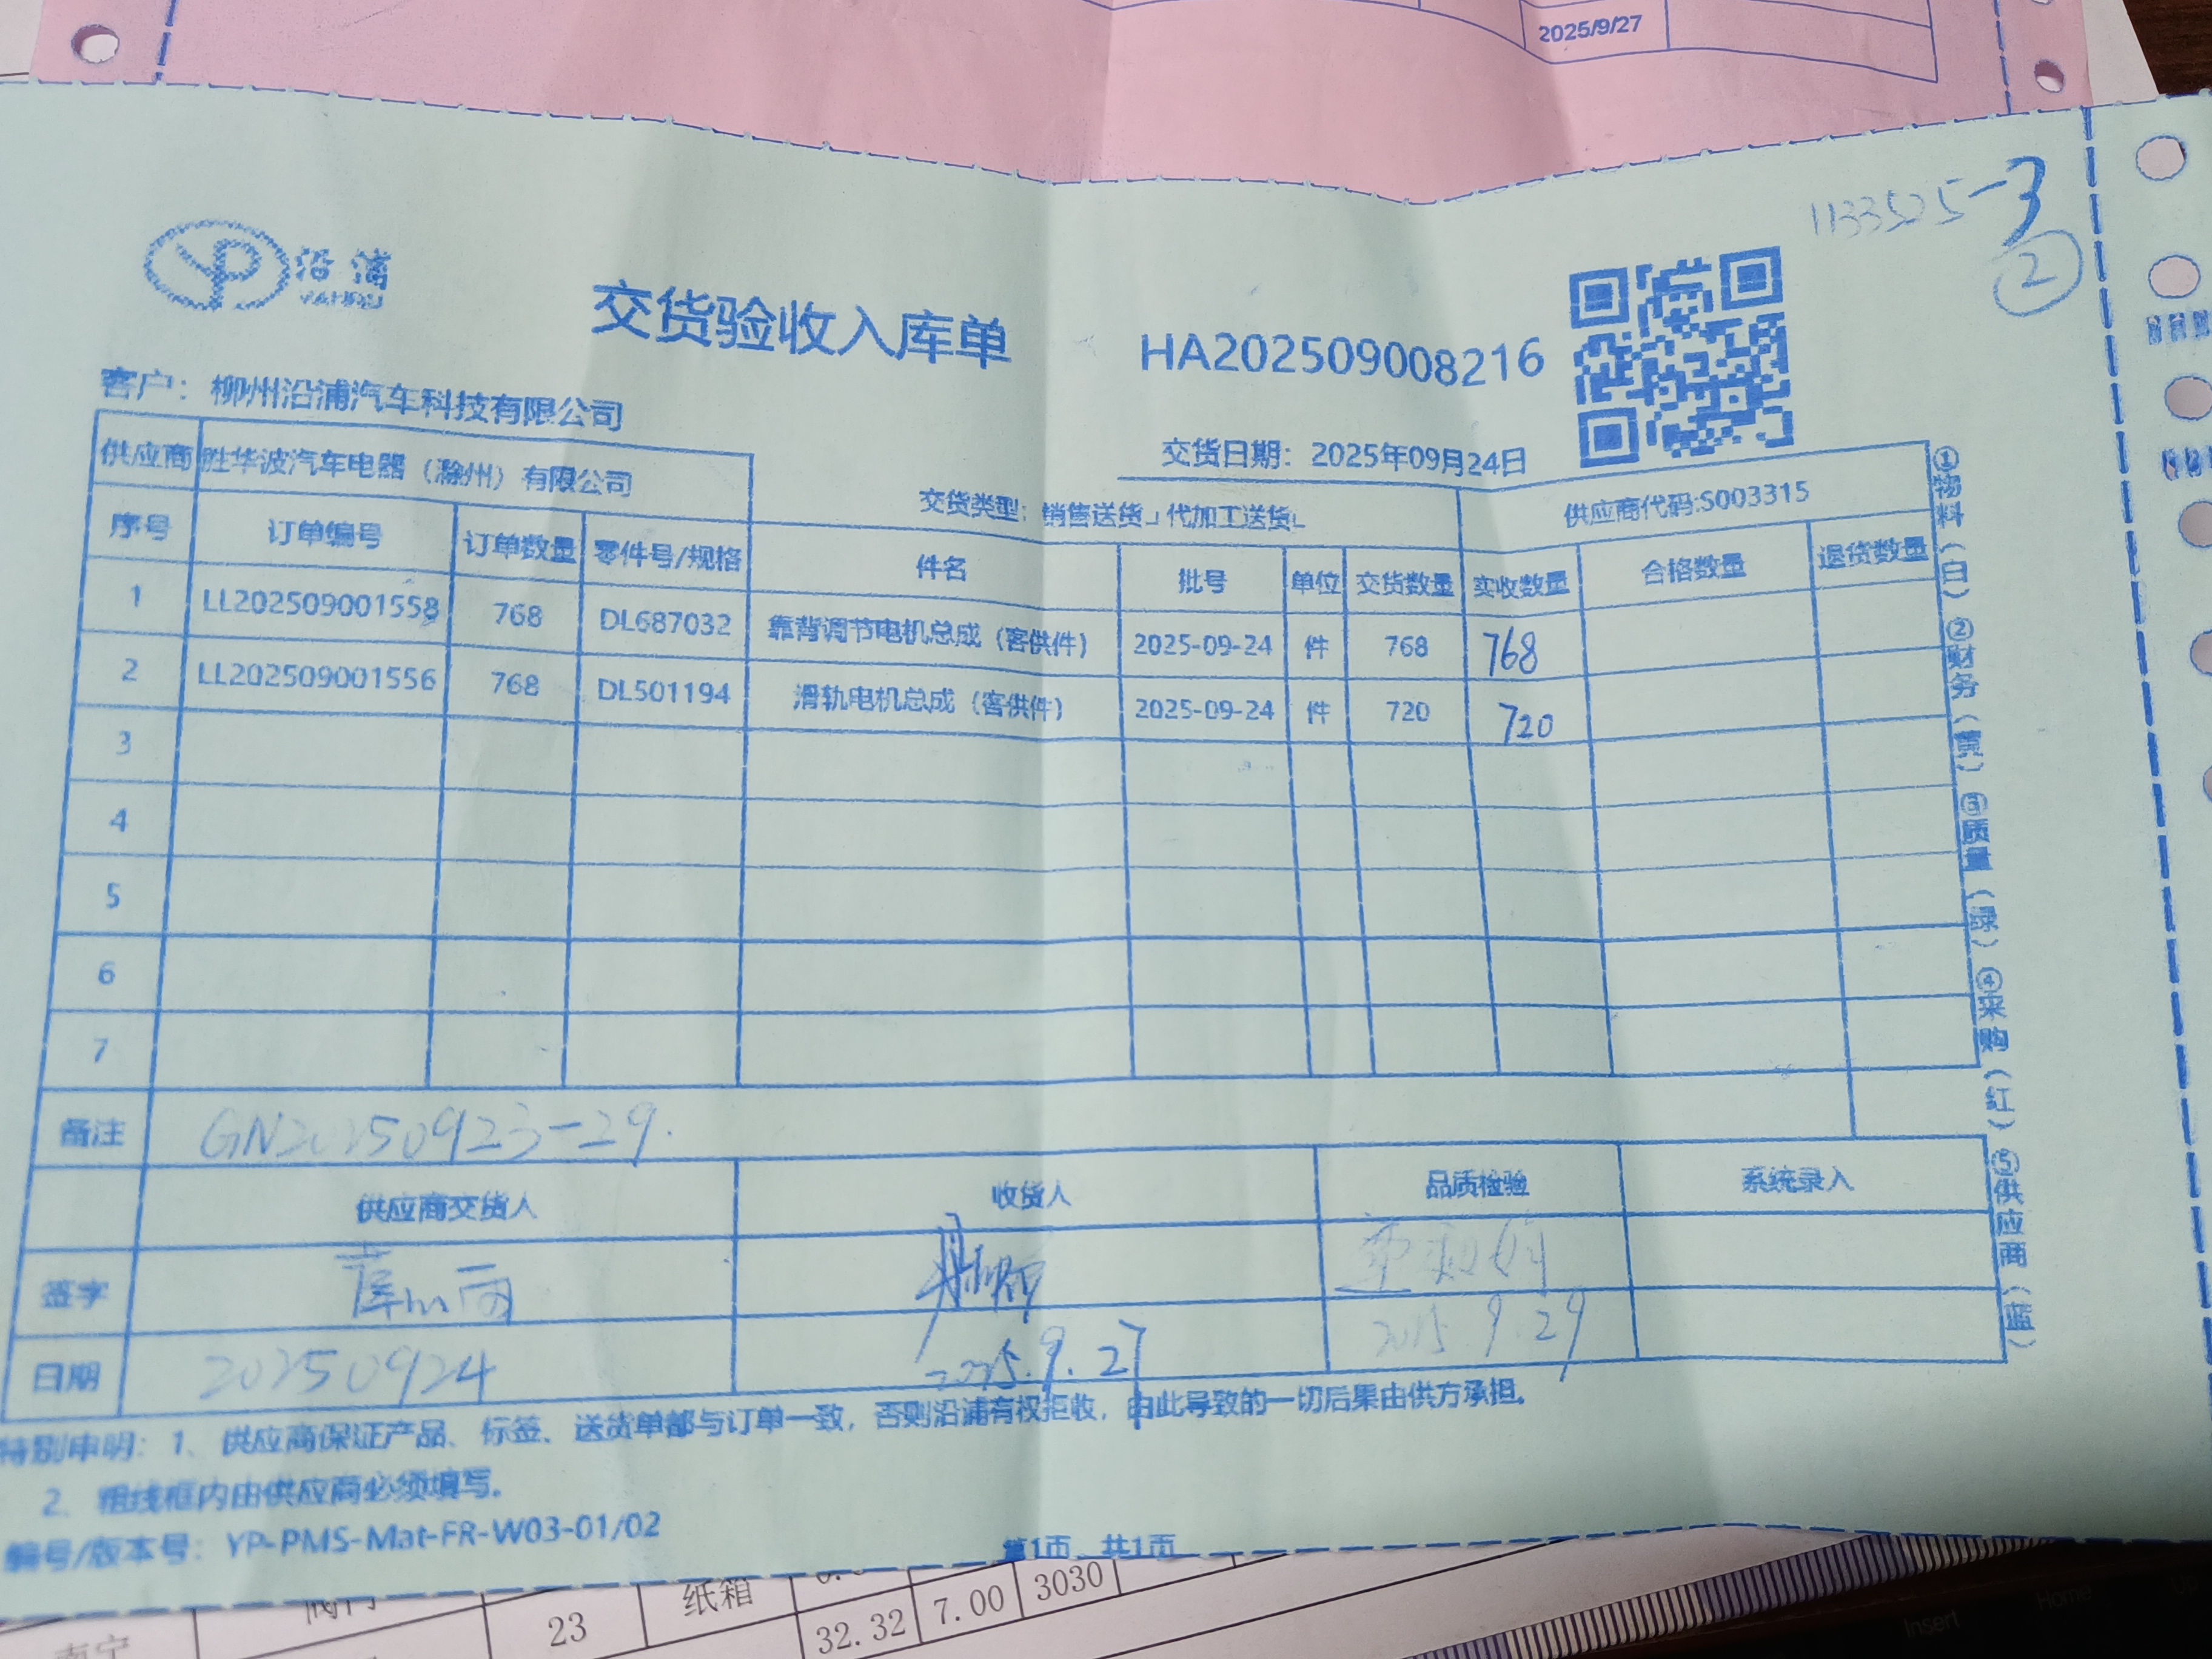 2025/9/27
1133525-3
②
沿浦
YANPU
交货验收入库单
HA202509008216
客户：柳州沿浦汽车科技有限公司
交货日期：2025年09月24日
供应商 胜华波汽车电器（滁州）有限公司
交货类型：销售送货」代加工送货」
供应商代码:S003315
序号 订单编号 订单数量 零件号/规格 件名 批号 单位 交货数量 实收数量 合格数量 退货数量
1 LL202509001558 768 DL687032 靠背调节电机总成（客供件） 2025-09-24 件 768 768
2 LL202509001556 768 DL501194 滑轨电机总成（客供件） 2025-09-24 件 720 720
3
4
5
6
7
备注 GN20250923-29.
供应商交货人 收货人 品质检验 系统录入
签字
日期 20250924 2025.9.27 2025.9.29
①物料（白）②财务（黄）③质量（绿）④采购（红）⑤供应商（蓝）
特别申明：1、供应商保证产品、标签、送货单都与订单一致，否则沿浦有权拒收，由此导致的一切后果由供方承担。
2、粗线框内由供应商必须填写。
编号/版本号：YP-PMS-Mat-FR-W03-01/02
第1页，共1页
南宁
23
纸箱
32.32
7.00
3030
Insert
Home